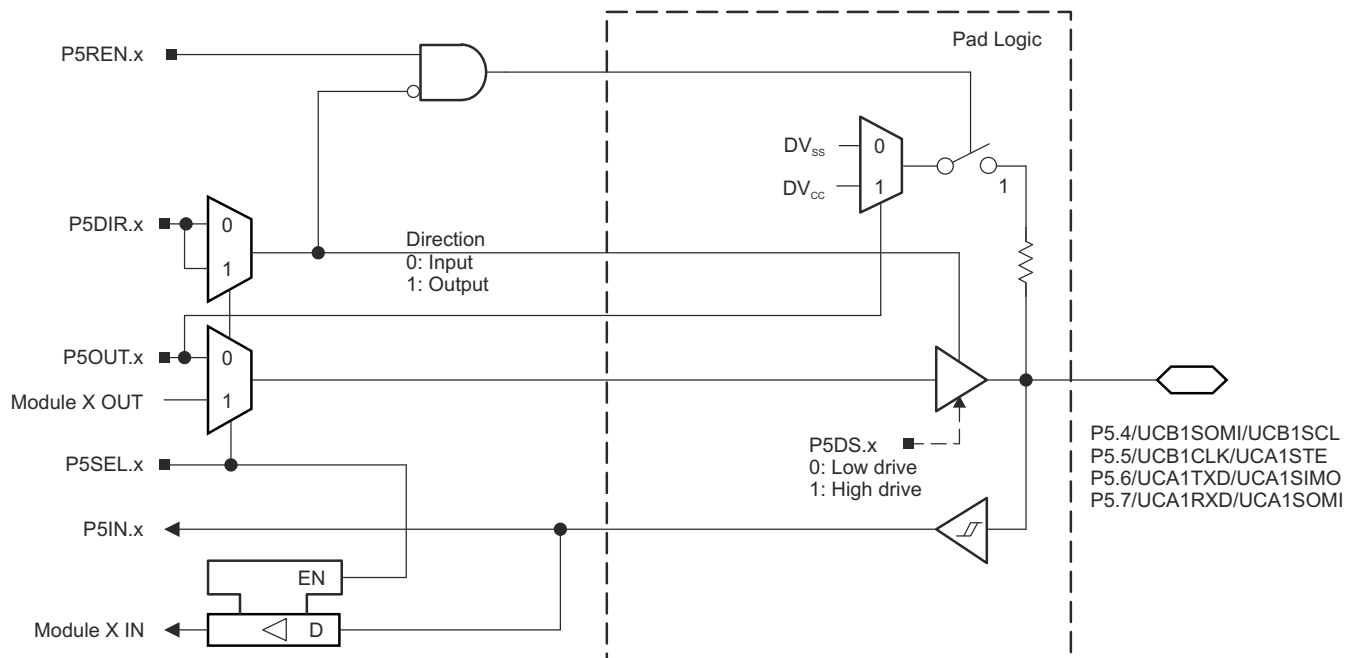 Pad Logic
P5REN.x
DVSS
0
DVCC
1
1
P5DIR.x
0
1
Direction
0: Input
1: Output
P5OUT.x
0
Module X OUT
1
P5DS.x
0: Low drive
1: High drive
P5.4/UCB1SOMI/UCB1SCL
P5.5/UCB1CLK/UCA1STE
P5.6/UCA1TXD/UCA1SIMO
P5.7/UCA1RXD/UCA1SOMI
P5SEL.x
P5IN.x
EN
Module X IN
D